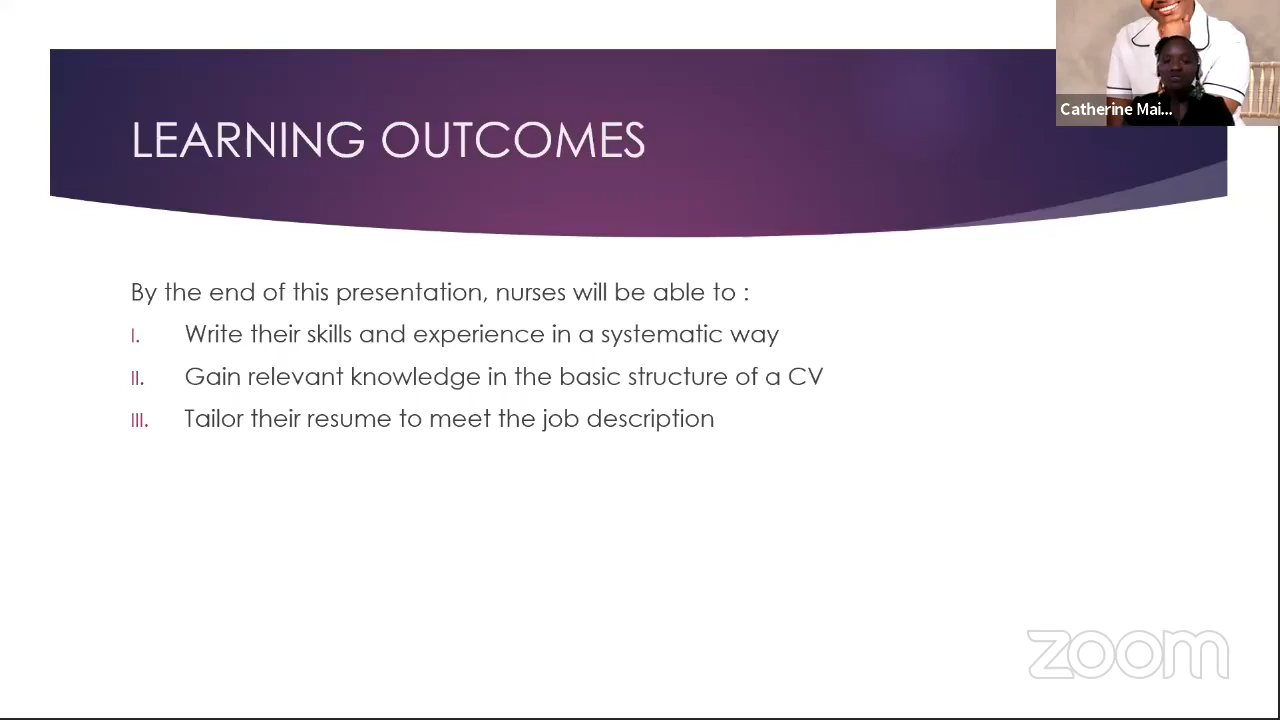 Catherine Mai...
LEARNING OUTCOMES
By the end of this presentation, nurses will be able to :
I. Write their skills and experience in a systematic way
II. Gain relevant knowledge in the basic structure of a CV
III. Tailor their resume to meet the job description
zoom